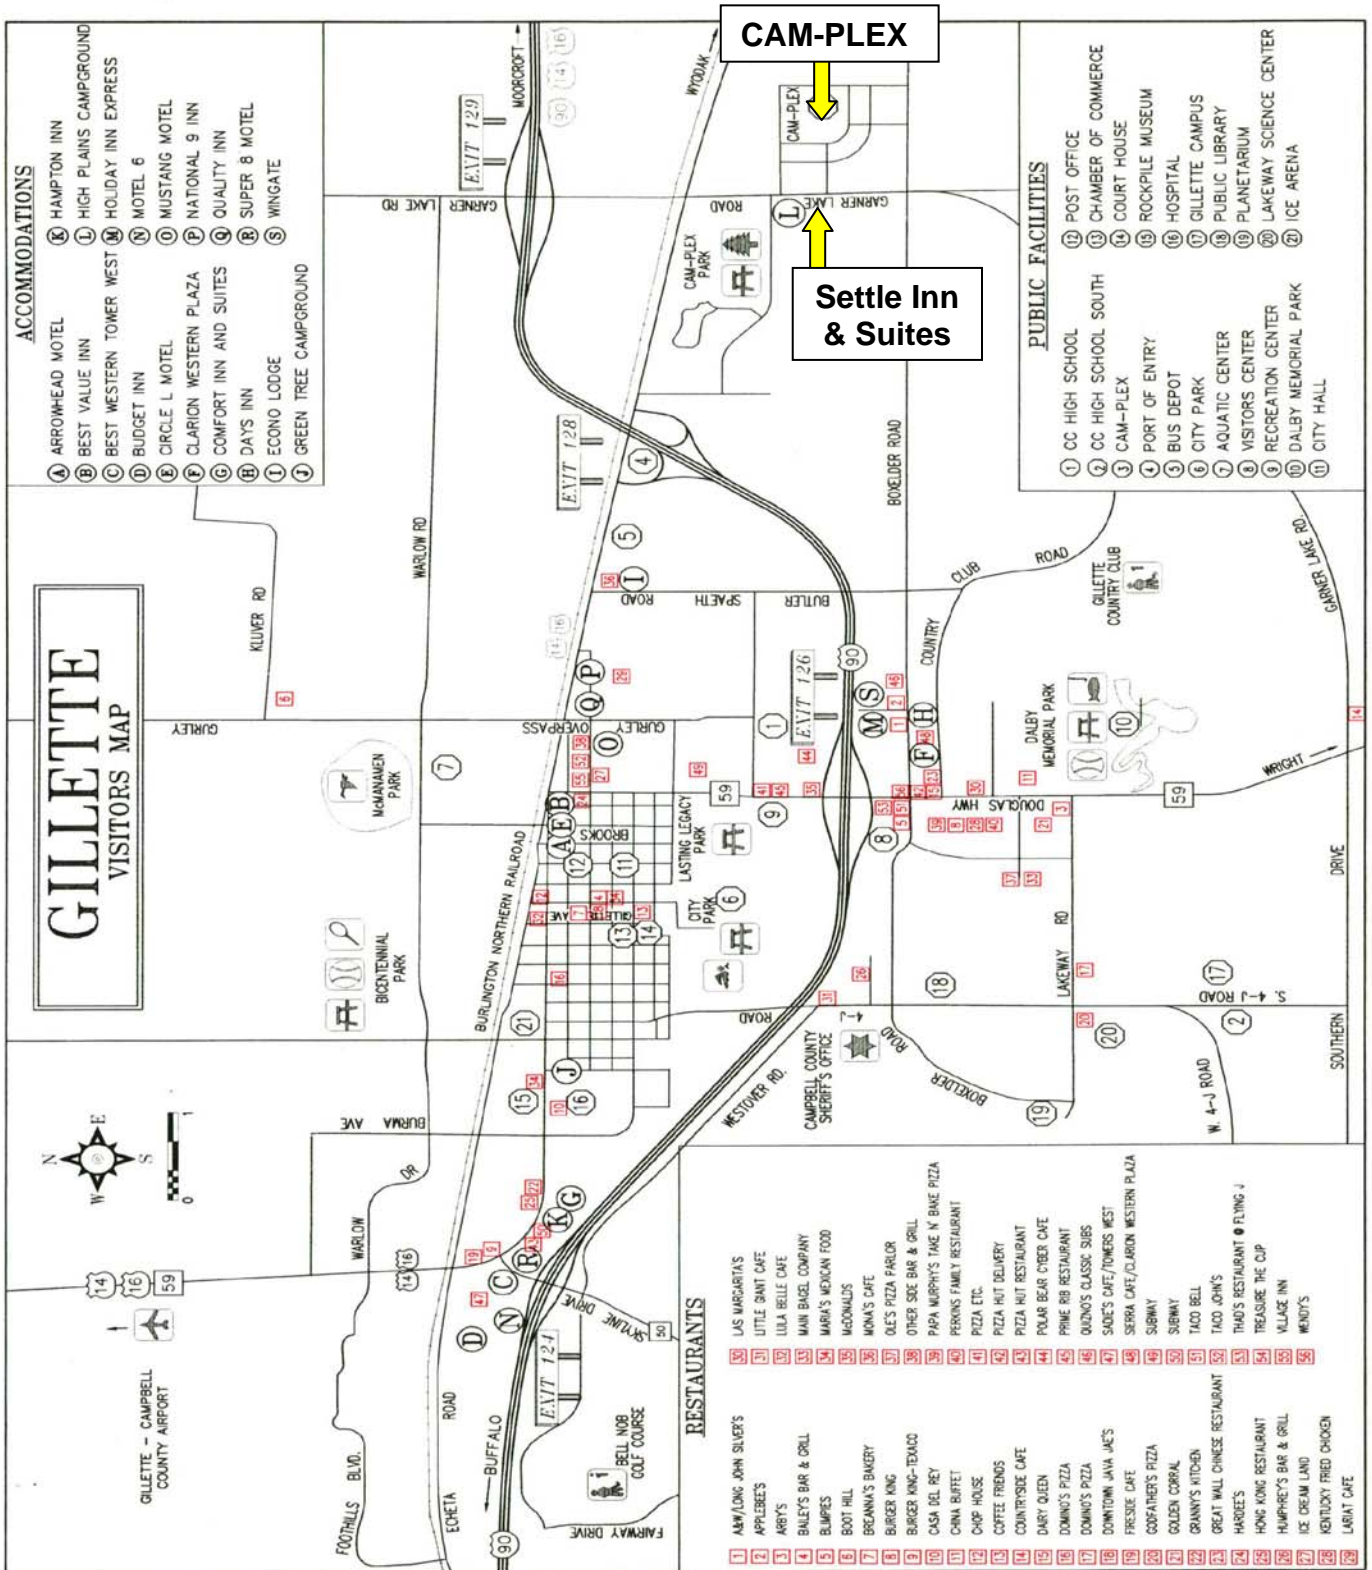 CAM-PLEX
Settle Inn
& Suites
GILLETTE
VISITORS MAP
N
E
S
W
0
1
ACCOMMODATIONS
A ARROWHEAD MOTEL
B BEST VALUE INN
C BEST WESTERN TOWER WEST
D BUDGET INN
E CIRCLE L MOTEL
F CLARION WESTERN PLAZA
G COMFORT INN AND SUITES
H DAYS INN
I ECONO LODGE
J GREEN TREE CAMPGROUND
K HAMPTON INN
L HIGH PLAINS CAMPGROUND
M HOLIDAY INN EXPRESS
N MOTEL 6
O MUSTANG MOTEL
P NATIONAL 9 INN
Q QUALITY INN
R SUPER 8 MOTEL
S WINGATE
PUBLIC FACILITIES
1 CC HIGH SCHOOL
2 CC HIGH SCHOOL SOUTH
3 CAM-PLEX
4 PORT OF ENTRY
5 BUS DEPOT
6 CITY PARK
7 AQUATIC CENTER
8 VISITORS CENTER
9 RECREATION CENTER
10 DALBY MEMORIAL PARK
11 CITY HALL
12 POST OFFICE
13 CHAMBER OF COMMERCE
14 COURT HOUSE
15 ROCKPILE MUSEUM
16 HOSPITAL
17 GILLETTE CAMPUS
18 PUBLIC LIBRARY
19 PLANETARIUM
20 LAKEWAY SCIENCE CENTER
21 ICE ARENA
RESTAURANTS
1 A&W/LONG JOHN SILVER'S
2 APPLEBEE'S
3 ARBY'S
4 BAILEY'S BAR & GRILL
5 BLIMPIES
6 BOOT HILL
7 BREANNA'S BAKERY
8 BURGER KING
9 BURGER KING-TEXACO
10 CASA DEL REY
11 CHINA BUFFET
12 CHOP HOUSE
13 COFFEE FRIENDS
14 COUNTRYSIDE CAFE
15 DAIRY QUEEN
16 DOMINO'S PIZZA
17 DOMINO'S PIZZA
18 DOWNTOWN JAVA JAE'S
19 FIRESIDE CAFE
20 GODFATHER'S PIZZA
21 GOLDEN CORRAL
22 GRANNY'S KITCHEN
23 GREAT WALL CHINESE RESTAURANT
24 HARDEE'S
25 HONG KONG RESTAURANT
26 HUMPHREY'S BAR & GRILL
27 ICE CREAM LAND
28 KENTUCKY FRIED CHICKEN
29 LARIAT CAFE
30 LAS MARGARITA'S
31 LITTLE GIANT CAFE
32 LULA BELLE CAFE
33 MAIN BAGEL COMPANY
34 MARIA'S MEXICAN FOOD
35 McDONALDS
36 MONA'S CAFE
37 OLE'S PIZZA PARLOR
38 OTHER SIDE BAR & GRILL
39 PAPA MURPHY'S TAKE N' BAKE PIZZA
40 PERKINS FAMILY RESTAURANT
41 PIZZA ETC.
42 PIZZA HUT DELIVERY
43 PIZZA HUT RESTAURANT
44 POLAR BEAR CYBER CAFE
45 PRIME RIB RESTAURANT
46 QUIZNO'S CLASSIC SUBS
47 SADIE'S CAFE/TOWERS WEST
48 SIERRA CAFE/CLARION WESTERN PLAZA
49 SUBWAY
50 SUBWAY
51 TACO BELL
52 TACO JOHN'S
53 THAD'S RESTAURANT @ FLYING J
54 TREASURE THE CUP
55 VILLAGE INN
56 WENDY'S
GILLETTE - CAMPBELL
COUNTY AIRPORT
14 16 59
FOOTHILLS BLVD.
WARLOW DR
14 16
ECHETA ROAD
BUFFALO
90
EXIT 124
FAIRWAY DRIVE
BELL NOB
GOLF COURSE
SKYLINE DRIVE
50
BURMA AVE
BICENTENNIAL
PARK
BURLINGTON NORTHERN RAILROAD
McMANAMEN
PARK
GURLEY
KLUVER RD
WARLOW RD
GURLEY OVERPASS
BROOKS
GILLETTE AVE
CITY
PARK
LASTING LEGACY
PARK
59
14 16
SPAETH ROAD
BUTLER
EXIT 126
90
EXIT 128
EXIT 129
MOORCROFT
90 14 16
WYODAK
GARNER LAKE RD
GARNER LAKE ROAD
CAM-PLEX
CAM-PLEX
PARK
BOXELDER ROAD
COUNTRY CLUB ROAD
GILLETTE
COUNTRY CLUB
GARNER LAKE RD.
DALBY
MEMORIAL PARK
DOUGLAS HWY
59
WRIGHT
LAKEWAY RD
4-J ROAD
WESTOVER RD.
CAMPBELL COUNTY
SHERIFF'S OFFICE
BOXELDER ROAD
S. 4-J ROAD
W. 4-J ROAD
SOUTHERN DRIVE